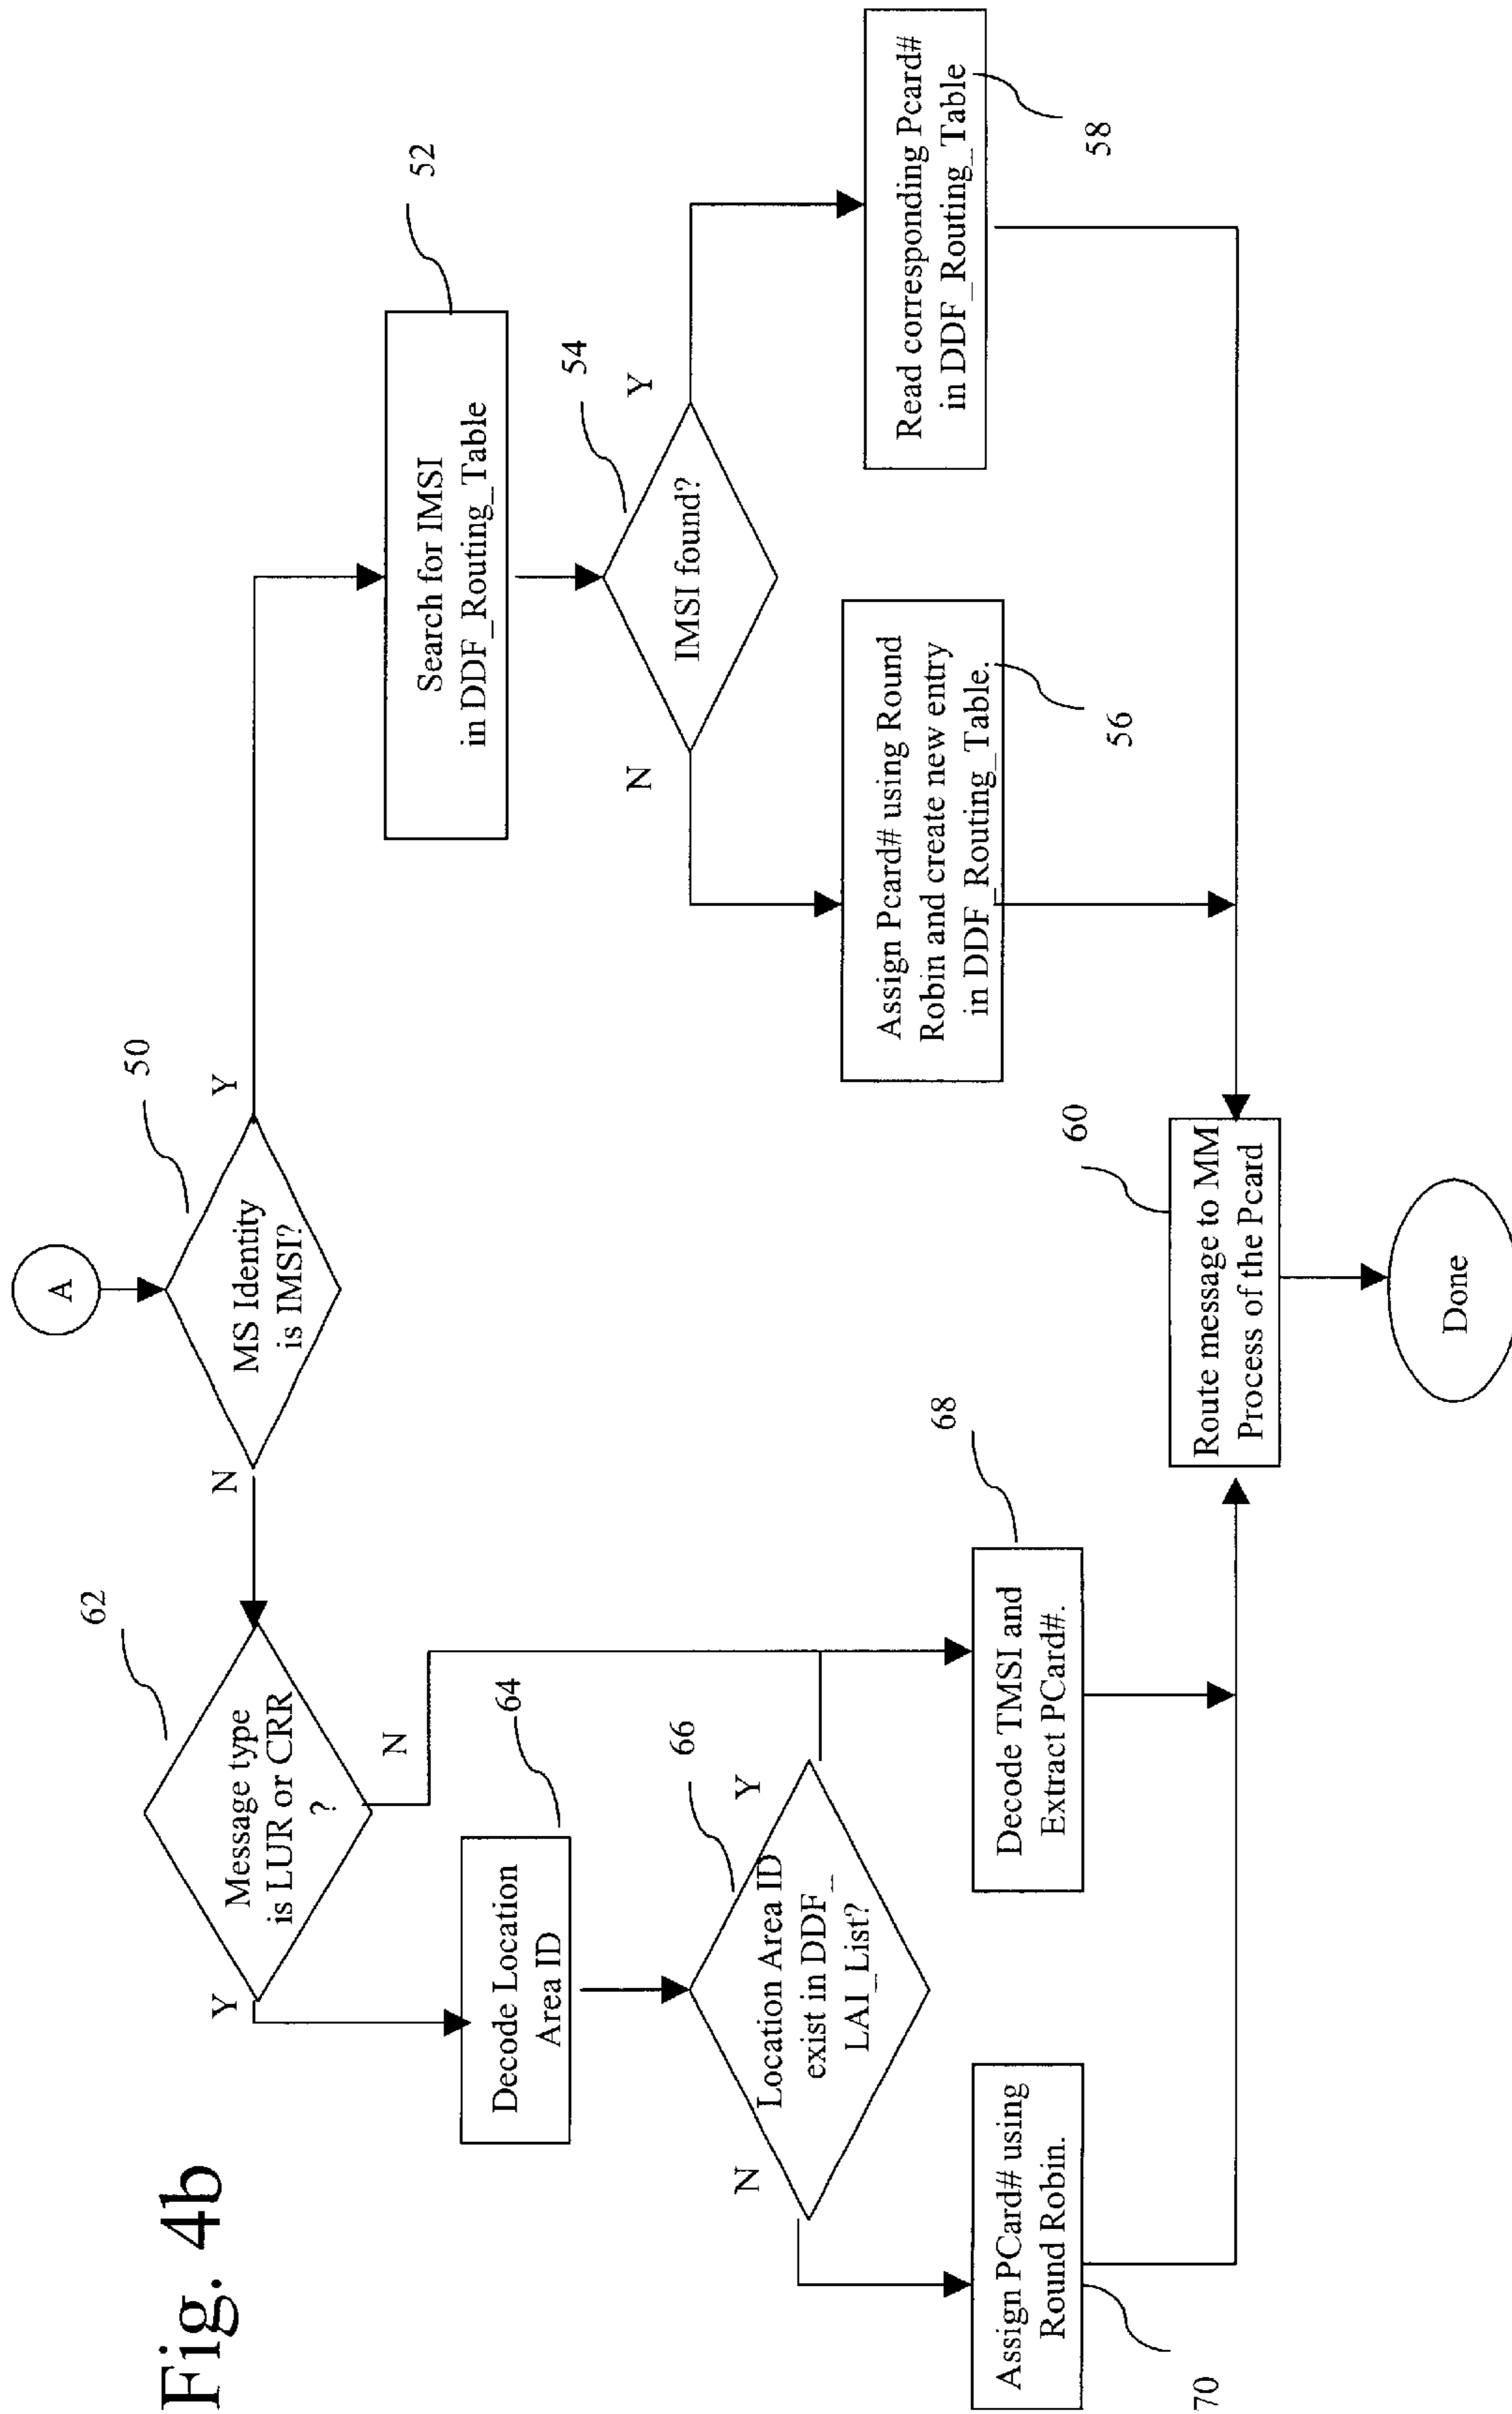 Fig. 4b
A
MS Identity
is IMSI?
50
Y
N
52
Search for IMSI
in DDF_Routing_Table
54
IMSI found?
Y
N
Read corresponding Pcard#
in DDF_Routing_Table
58
Assign Pcard# using Round
Robin and create new entry
in DDF_Routing_Table.
56
62
Message type
is LUR or CRR
?
Y
N
64
Decode Location
Area ID
66
Location Area ID
exist in DDF_
LAI_List?
Y
N
68
Decode TMSI and
Extract PCard#.
Assign PCard# using
Round Robin.
70
60
Route message to MM
Process of the Pcard
Done